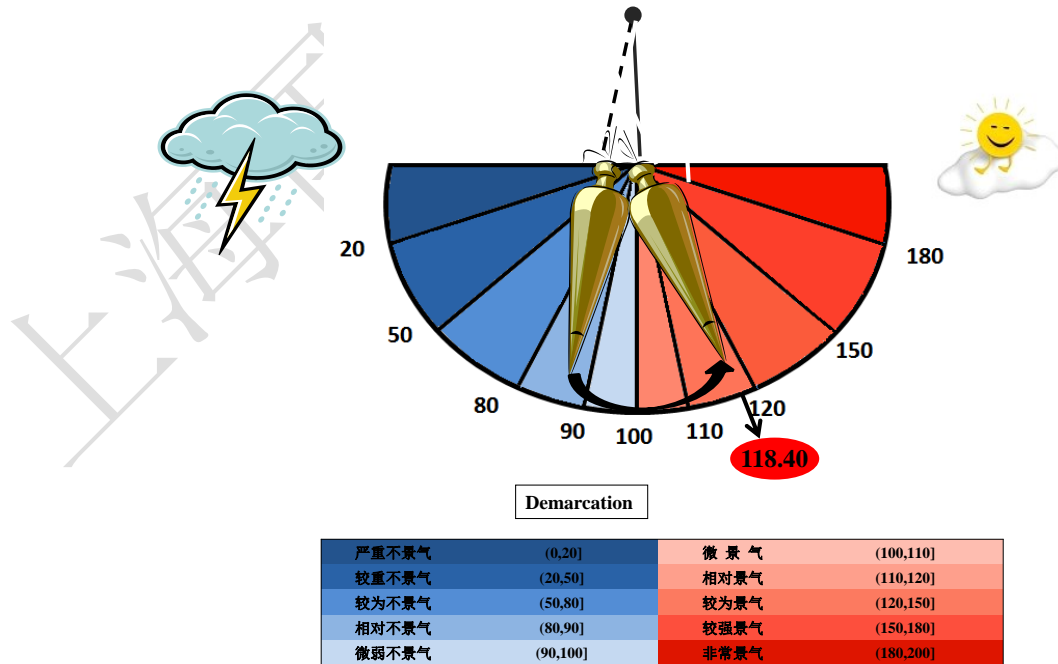 上海
20
180
50
150
80
120
90
100
110
118.40
Demarcation
严重不景气 (0,20] 微 景 气 (100,110]
较重不景气 (20,50] 相对景气 (110,120]
较为不景气 (50,80] 较为景气 (120,150]
相对不景气 (80,90] 较强景气 (150,180]
微弱不景气 (90,100] 非常景气 (180,200]